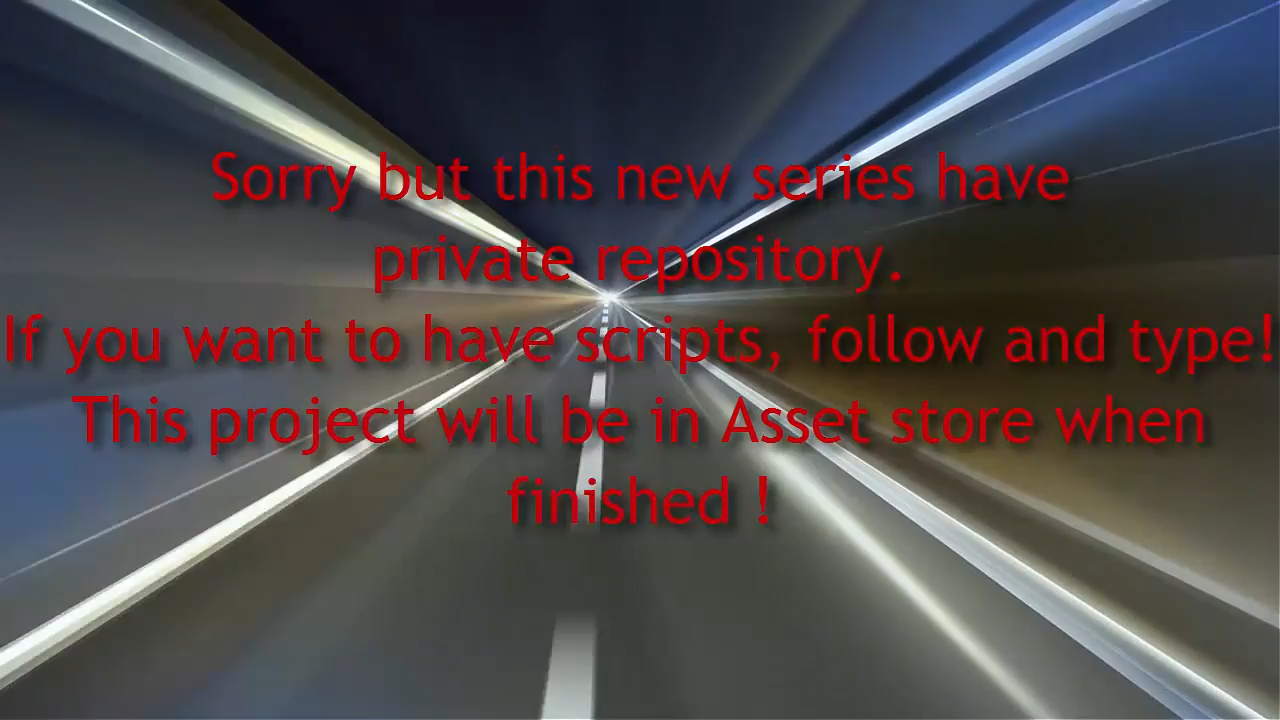 Sorry but this new series have
private repository.
If you want to have scripts, follow and type!
This project will be in Asset store when
finished !